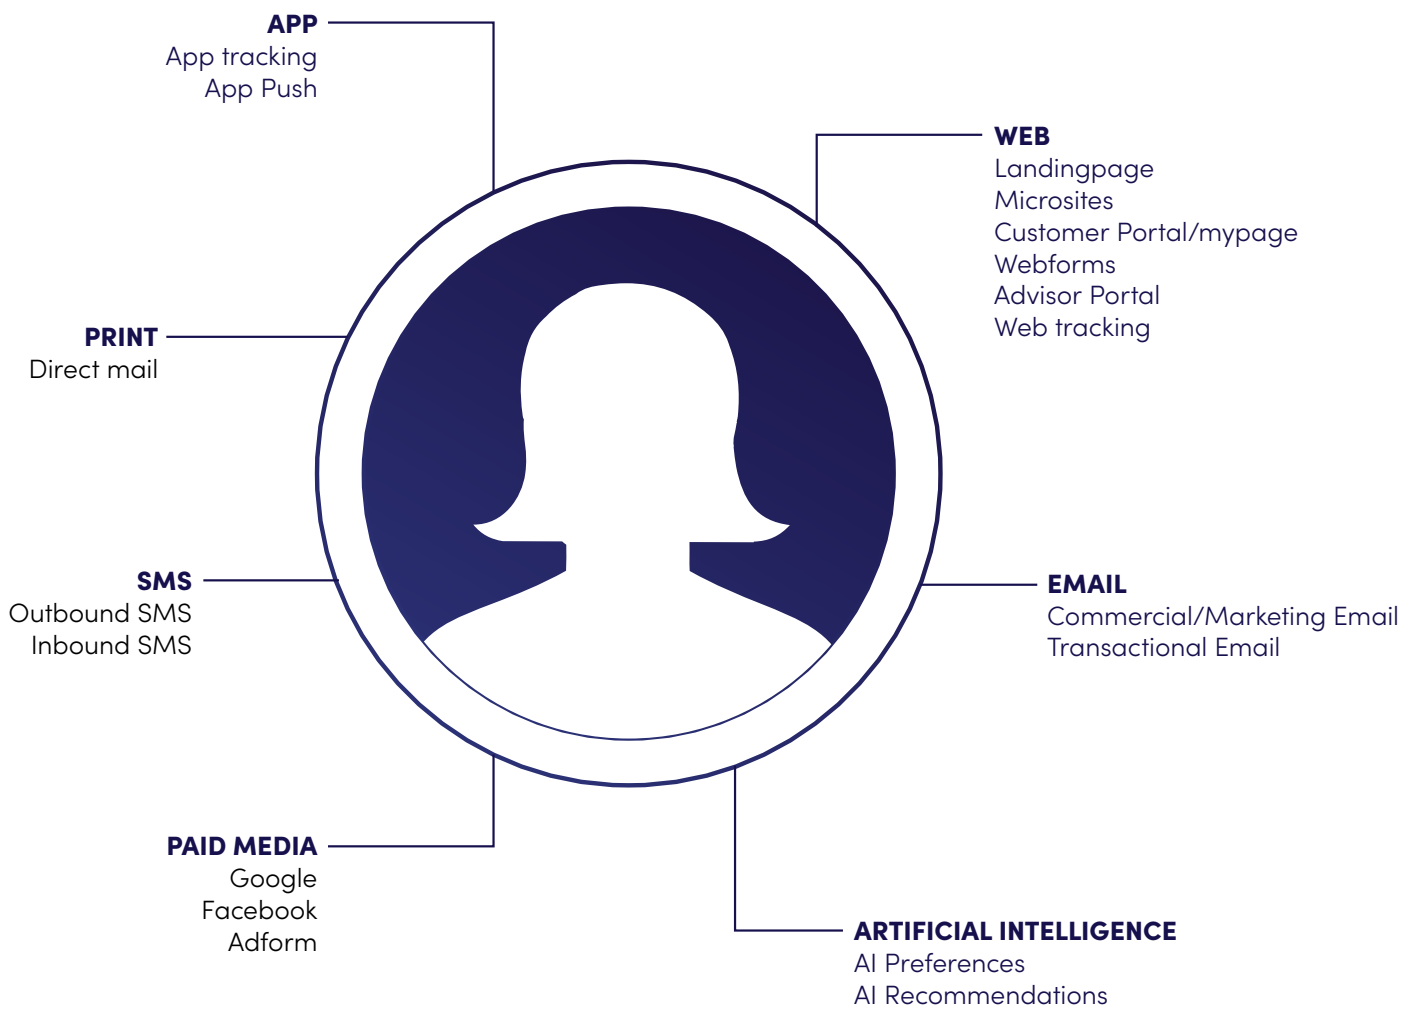 APP
App tracking
App Push
WEB
Landingpage
Microsites
Customer Portal/mypage
Webforms
Advisor Portal
Web tracking
PRINT
Direct mail
SMS
Outbound SMS
Inbound SMS
EMAIL
Commercial/Marketing Email
Transactional Email
PAID MEDIA
Google
Facebook
Adform
ARTIFICIAL INTELLIGENCE
AI Preferences
AI Recommendations